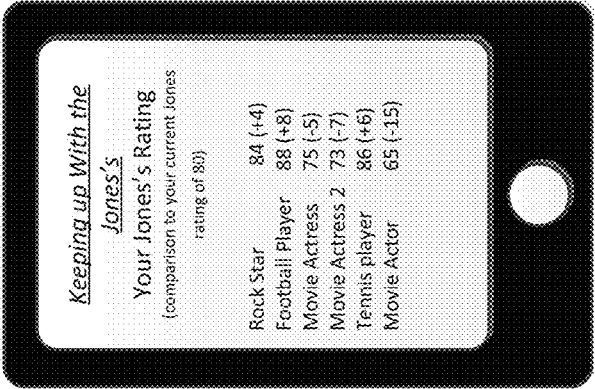 Keeping up With the
Jones's
Your Jones's Rating
(comparison to your current Jones
rating of 80)
Rock Star 84 (+4)
Football Player 88 (+8)
Movie Actress 75 (-5)
Movie Actress 2 73 (-7)
Tennis player 86 (+6)
Movie Actor 65 (-15)